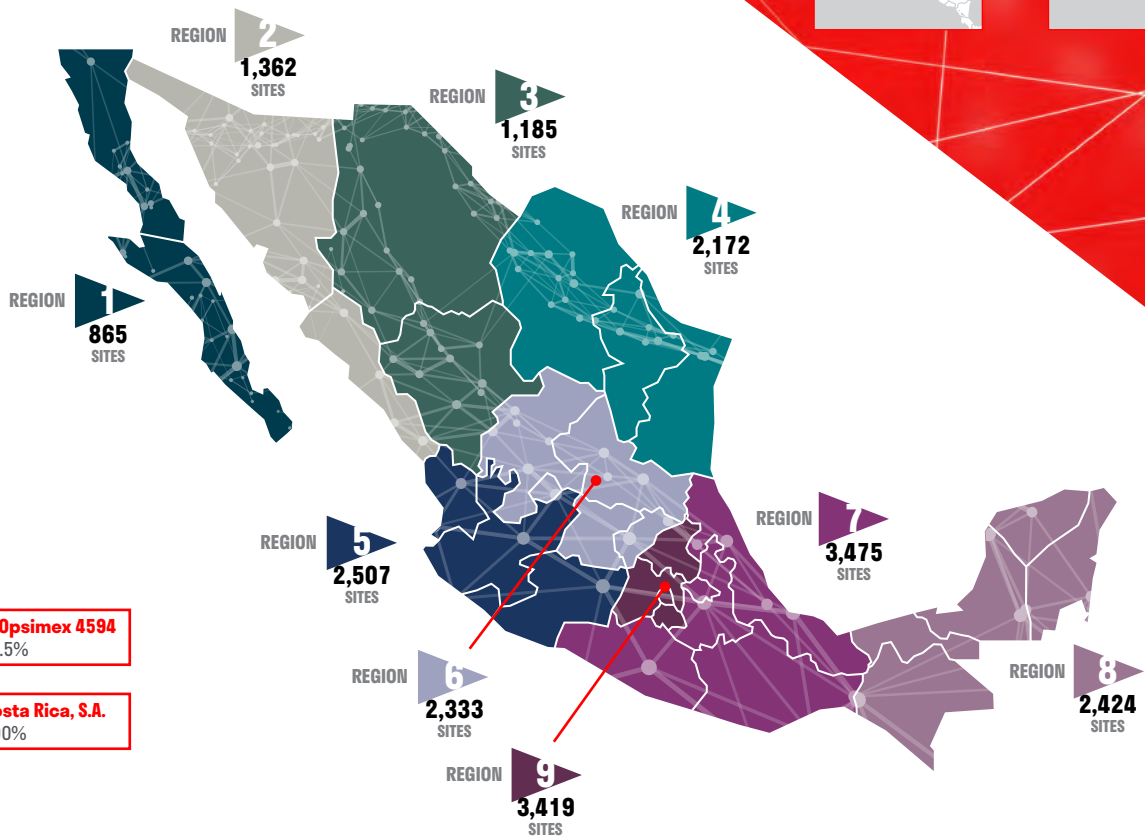 REGION 2
1,362
SITES
REGION 3
1,185
SITES
REGION 4
2,172
SITES
REGION 1
865
SITES
REGION 7
3,475
SITES
REGION 5
2,507
SITES
Opsimex 4594
.5%
REGION 6
2,333
SITES
REGION 8
2,424
SITES
osta Rica, S.A.
00%
REGION 9
3,419
SITES